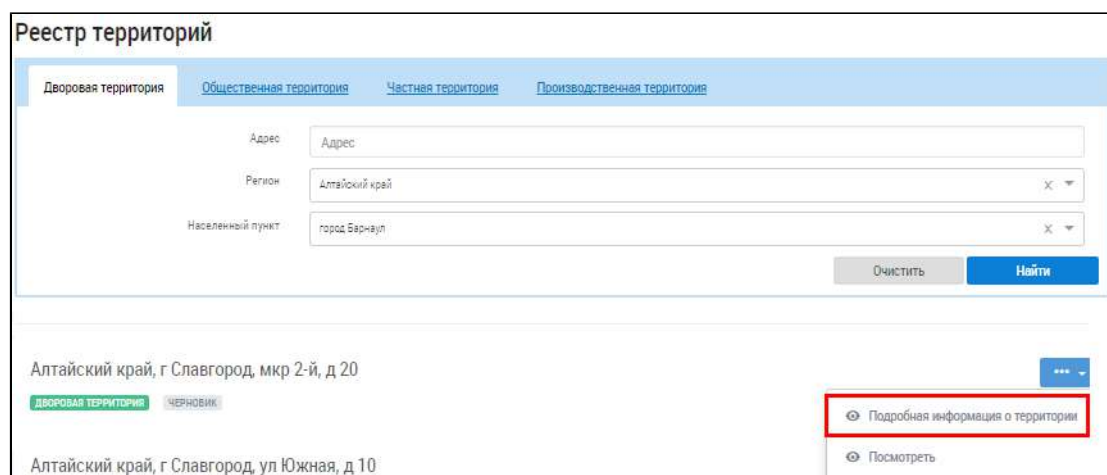 Реестр территорий
Дворовая территория Общественная территория Частная территория Производственная территория
Адрес Адрес
Регион Алтайский край
Населенный пункт город Барнаул
Очистить Найти
Алтайский край, г Славгород, мкр 2-й, д 20
ДВОРОВАЯ ТЕРРИТОРИЯ ЧЕРНОВИК
Подробная информация о территории
Посмотреть
Алтайский край, г Славгород, ул Южная, д 10